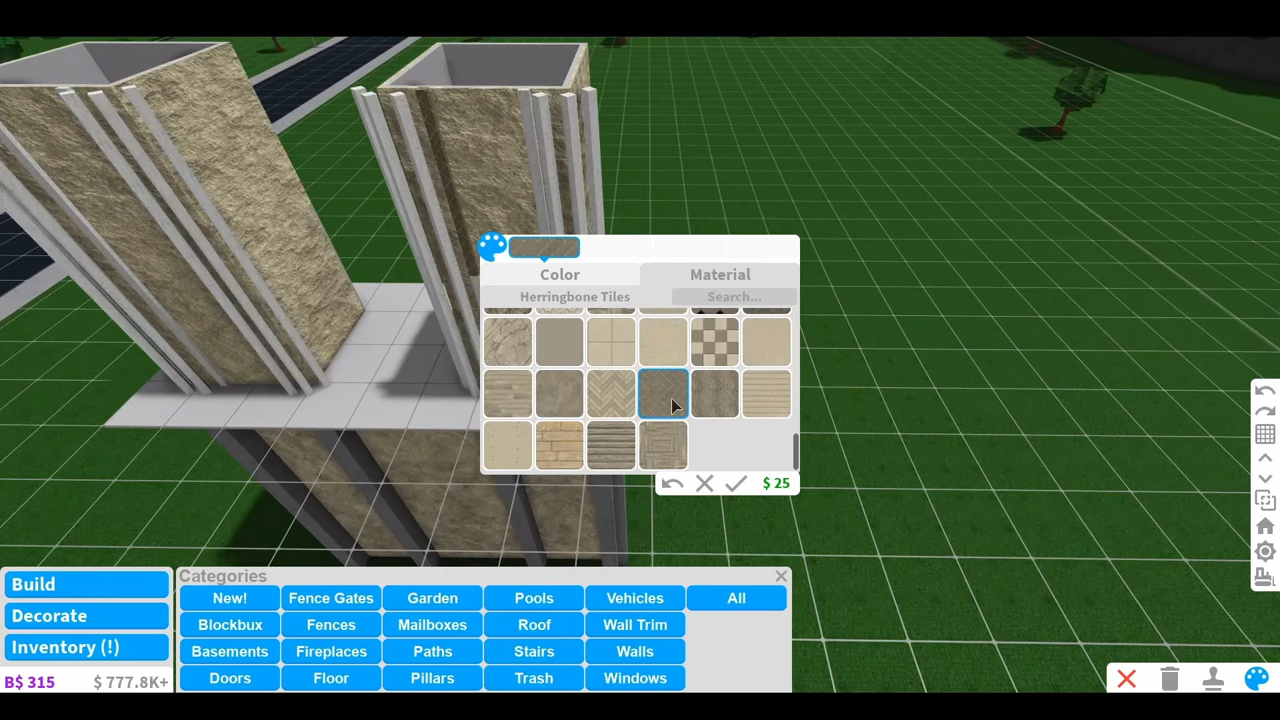 Color Material
Herringbone Tiles Search...
$ 25
Build
Decorate
Inventory (!)
B$ 315 $ 777.8K+
Categories
New! Fence Gates Garden Pools Vehicles All
Blockbux Fences Mailboxes Roof Wall Trim
Basements Fireplaces Paths Stairs Walls
Doors Floor Pillars Trash Windows